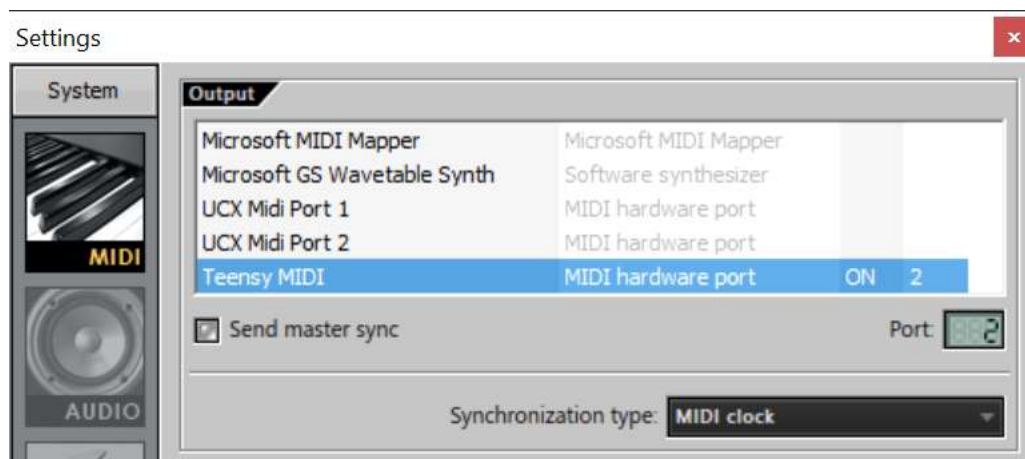 Settings
×
System
Output
Microsoft MIDI Mapper Microsoft MIDI Mapper
Microsoft GS Wavetable Synth Software synthesizer
UCX Midi Port 1 MIDI hardware port
UCX Midi Port 2 MIDI hardware port
MIDI
Teensy MIDI MIDI hardware port ON 2
Send master sync Port: 2
AUDIO
Synchronization type: MIDI clock